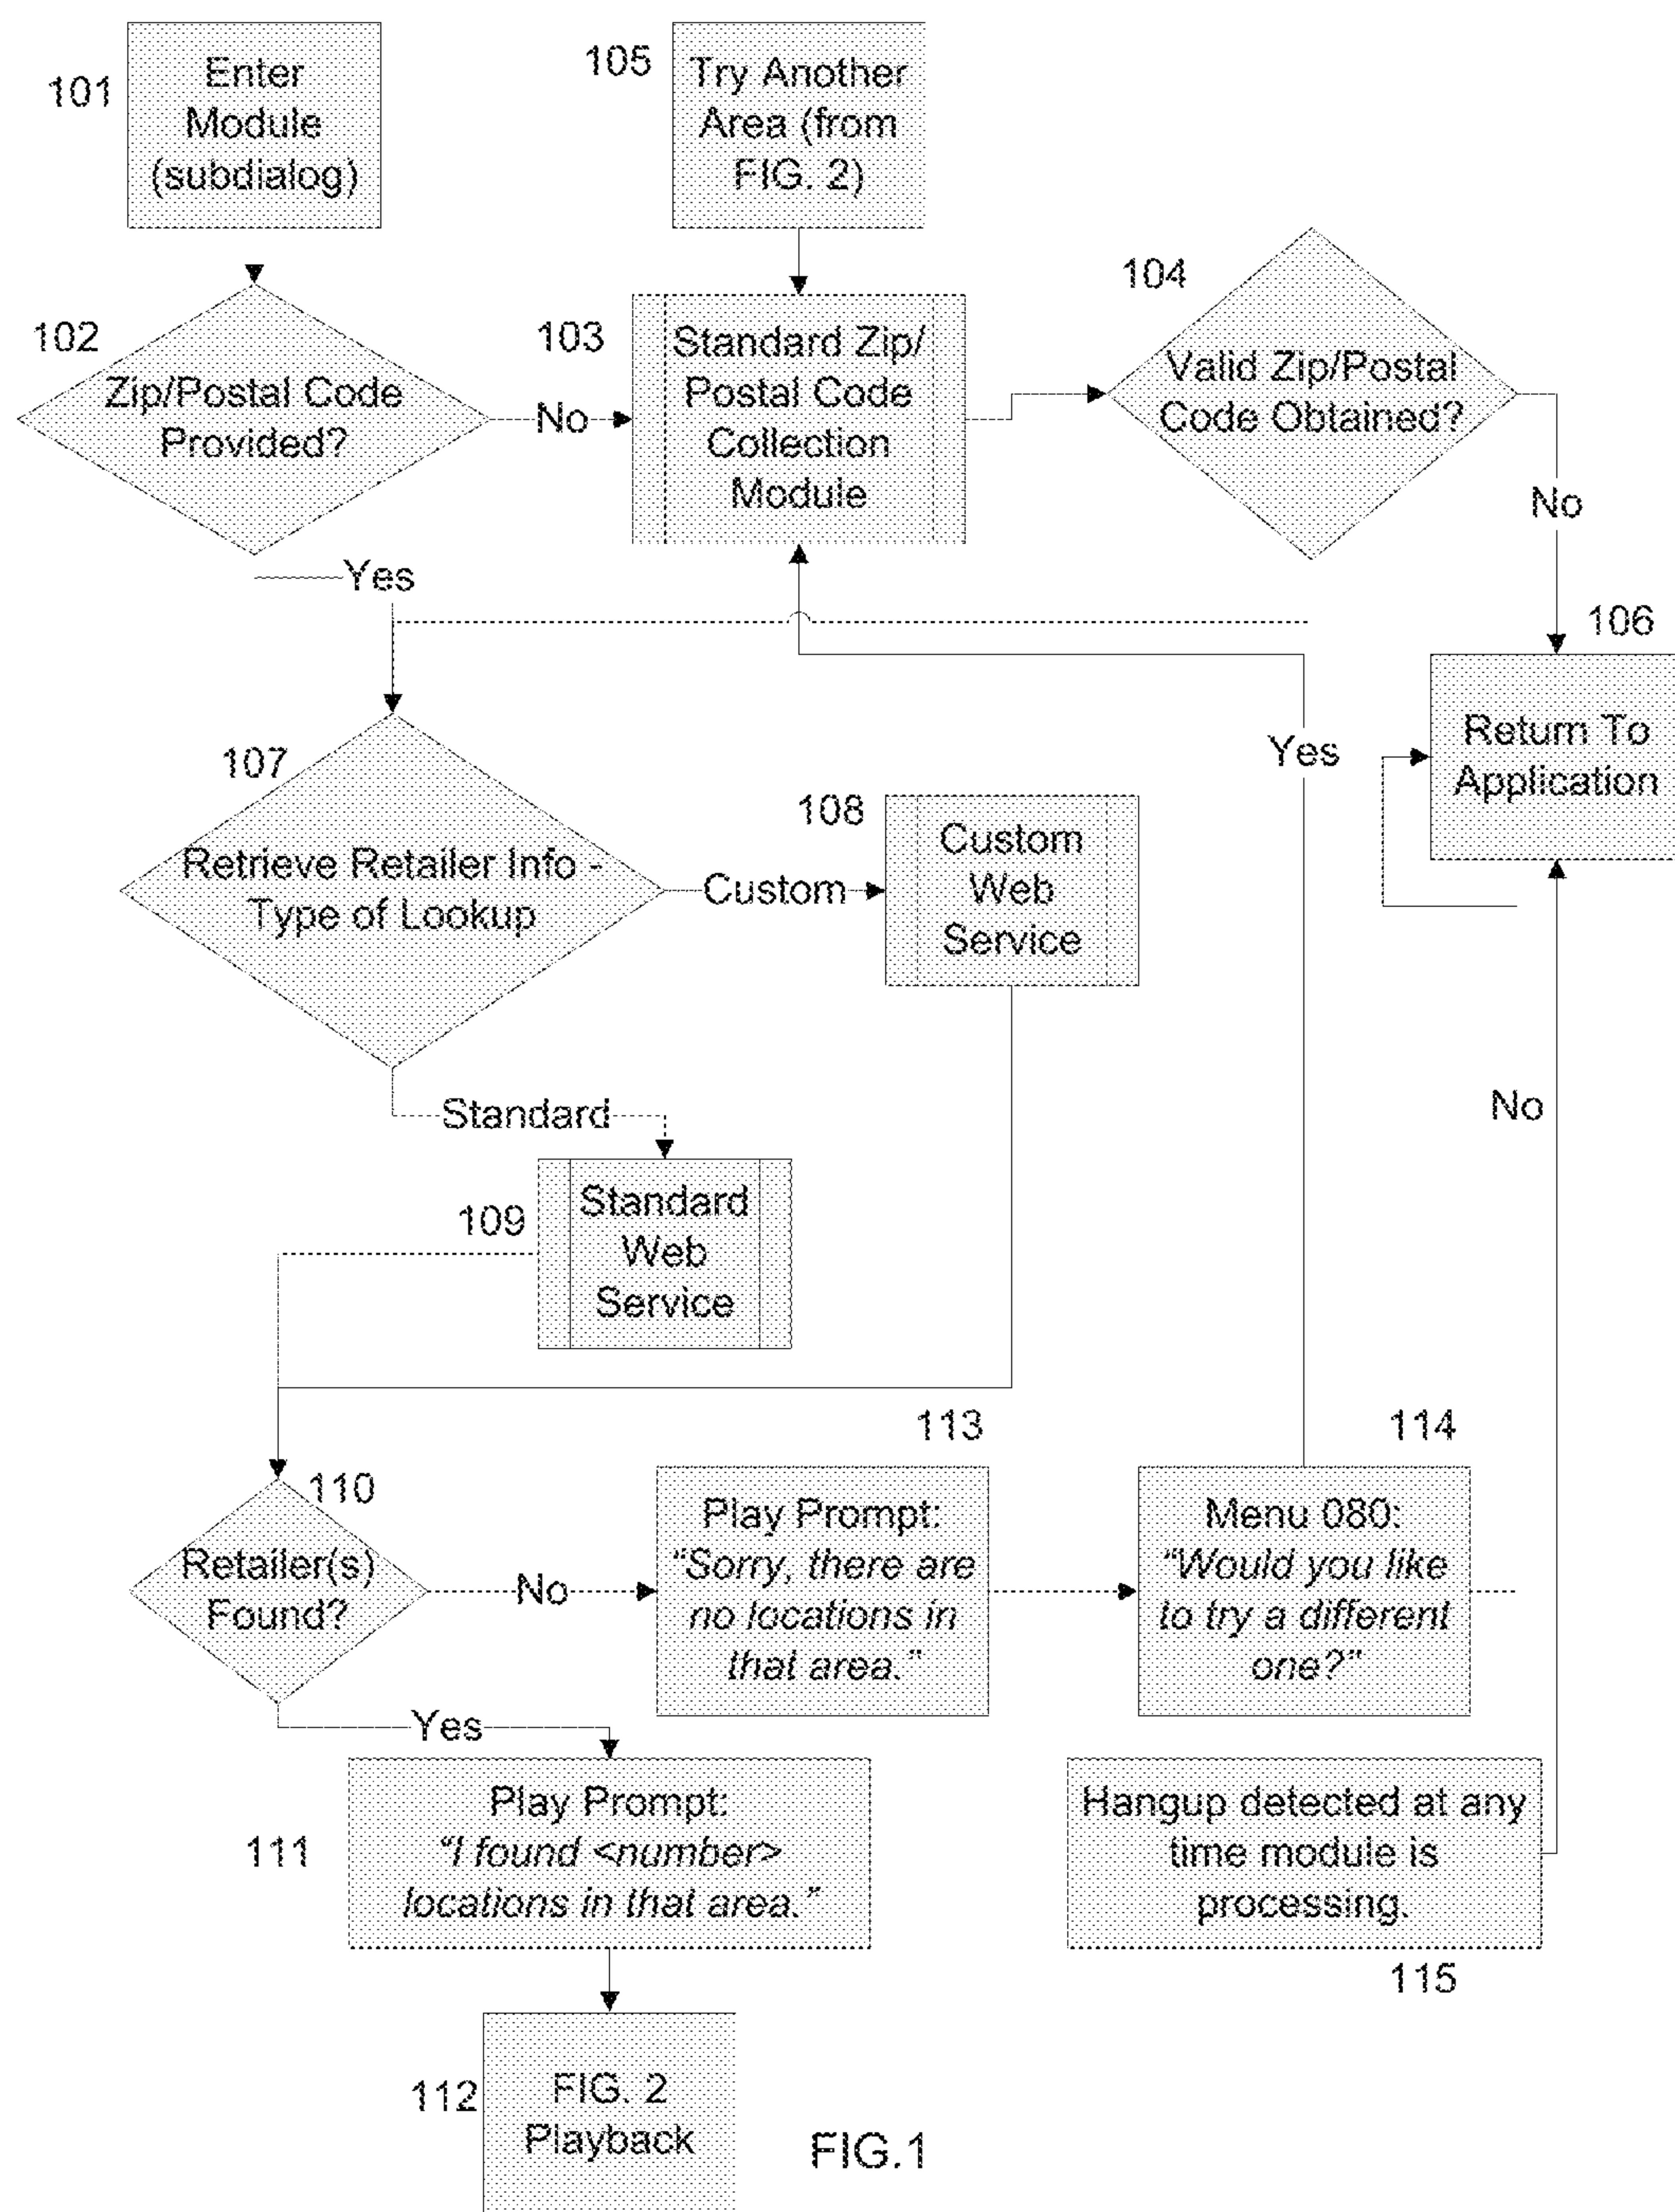 101
Enter
Module
(subdialog)
105
Try Another
Area (from
FIG. 2)
102
Zip/Postal Code
Provided?
No
103
Standard Zip/
Postal Code
Collection
Module
104
Valid Zip/Postal
Code Obtained?
No
Yes
106
Return To
Application
Yes
107
Retrieve Retailer Info -
Type of Lookup
Custom
108
Custom
Web
Service
Standard
109
Standard
Web
Service
No
110
Retailer(s)
Found?
No
113
Play Prompt:
“Sorry, there are
no locations in
that area.”
114
Menu 080:
“Would you like
to try a different
one?”
Yes
111
Play Prompt:
“I found <number>
locations in that area.”
Hangup detected at any
time module is
processing.
115
112
FIG. 2
Playback
FIG.1